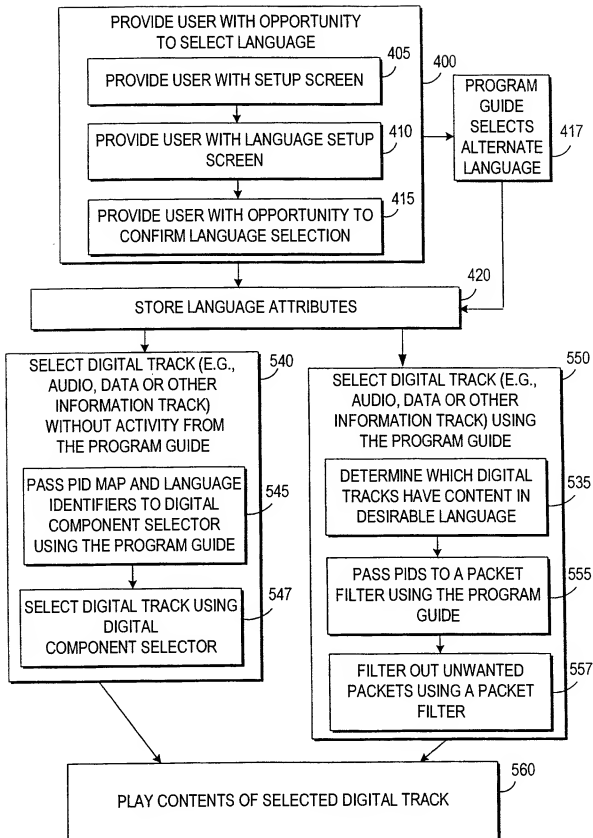 PROVIDE USER WITH OPPORTUNITY
TO SELECT LANGUAGE
405
PROVIDE USER WITH SETUP SCREEN
400
410
PROVIDE USER WITH LANGUAGE SETUP
SCREEN
415
PROVIDE USER WITH OPPORTUNITY TO
CONFIRM LANGUAGE SELECTION
PROGRAM
GUIDE
SELECTS
ALTERNATE
LANGUAGE
417
420
STORE LANGUAGE ATTRIBUTES
540
SELECT DIGITAL TRACK (E.G.,
AUDIO, DATA OR OTHER
INFORMATION TRACK)
WITHOUT ACTIVITY FROM
THE PROGRAM GUIDE
PASS PID MAP AND LANGUAGE
IDENTIFIERS TO DIGITAL
COMPONENT SELECTOR
USING THE PROGRAM GUIDE
545
SELECT DIGITAL TRACK USING
DIGITAL
COMPONENT SELECTOR
547
550
SELECT DIGITAL TRACK (E.G.,
AUDIO, DATA OR OTHER
INFORMATION TRACK) USING
THE PROGRAM GUIDE
DETERMINE WHICH DIGITAL
TRACKS HAVE CONTENT IN
DESIRABLE LANGUAGE
535
PASS PIDS TO A PACKET
FILTER USING THE PROGRAM
GUIDE
555
FILTER OUT UNWANTED
PACKETS USING A PACKET
FILTER
557
560
PLAY CONTENTS OF SELECTED DIGITAL TRACK